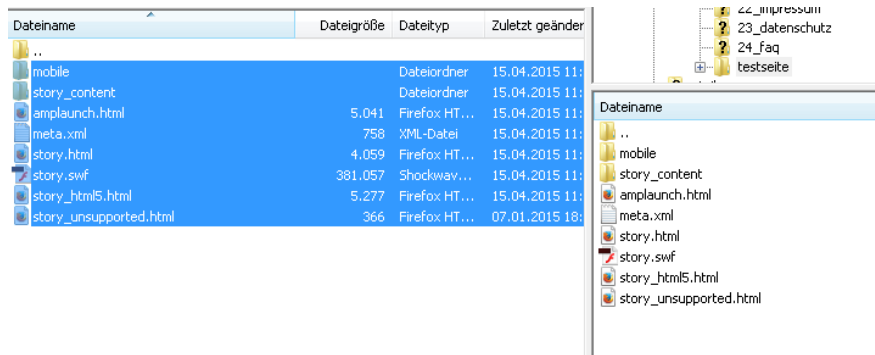 Dateiname Dateigröße Dateityp Zuletzt geänder
..
mobile Dateiordner 15.04.2015 11:
story_content Dateiordner 15.04.2015 11:
amplaunch.html 5.041 Firefox HT... 15.04.2015 11:
meta.xml 758 XML-Datei 15.04.2015 11:
story.html 4.059 Firefox HT... 15.04.2015 11:
story.swf 381.057 Shockwav... 15.04.2015 11:
story_html5.html 5.277 Firefox HT... 15.04.2015 11:
story_unsupported.html 366 Firefox HT... 07.01.2015 18:
22_impressum
23_datenschutz
24_faq
testseite
Dateiname
..
mobile
story_content
amplaunch.html
meta.xml
story.html
story.swf
story_html5.html
story_unsupported.html